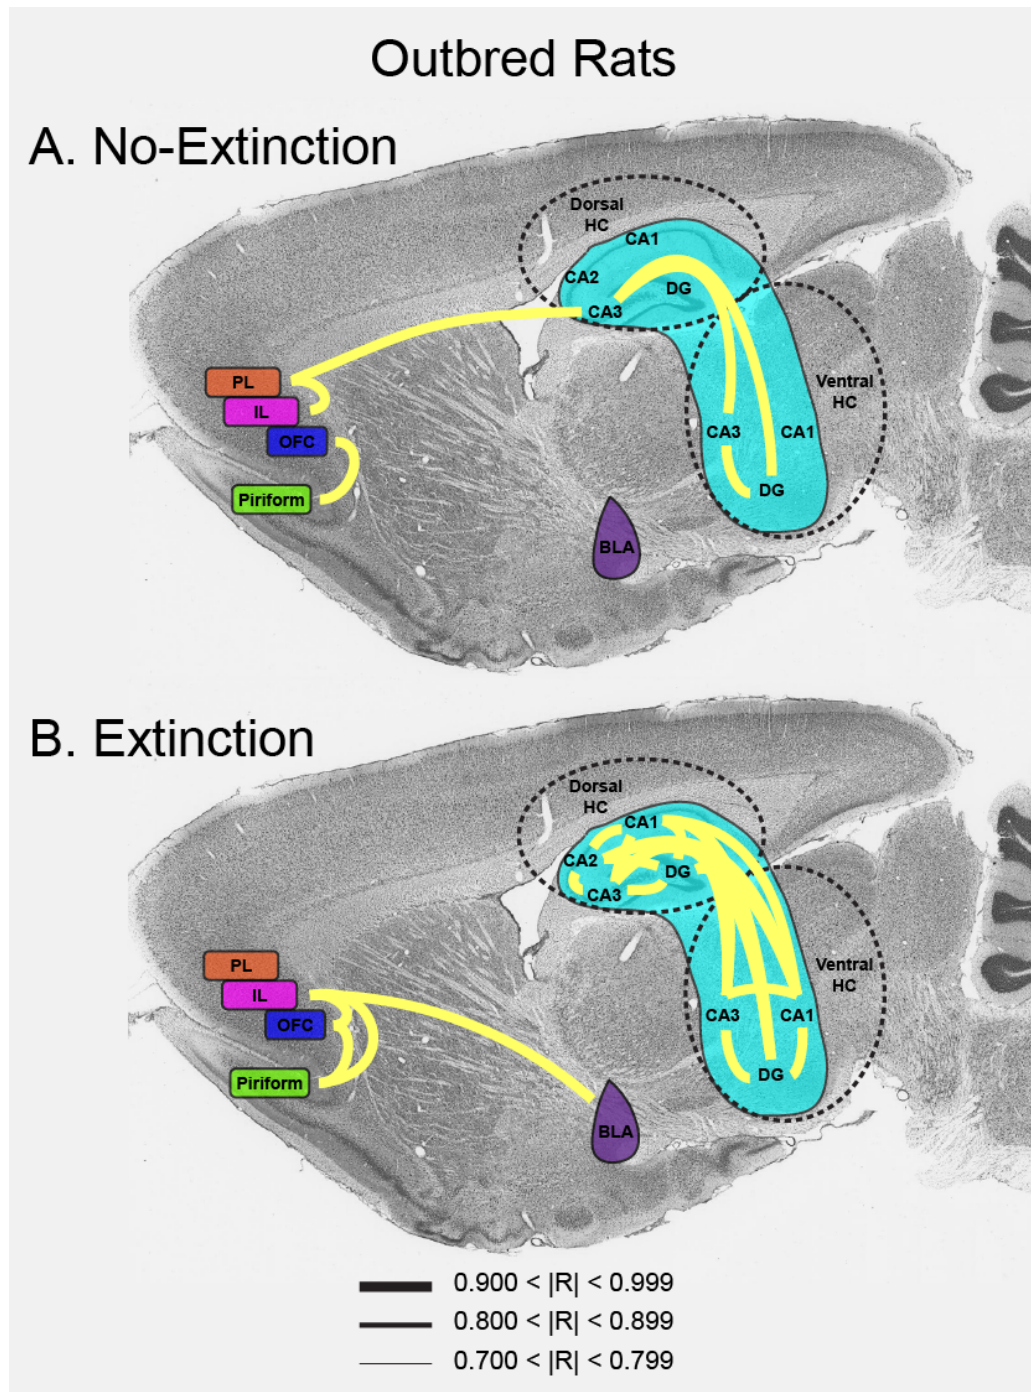 Outbred Rats
A. No-Extinction
Dorsal
HC
CA1
CA2
DG
CA3
PL
IL
OFC
Piriform
Ventral
HC
CA3
CA1
DG
BLA
B. Extinction
Dorsal
HC
CA1
CA2
DG
CA3
PL
IL
OFC
Piriform
Ventral
HC
CA3
CA1
DG
BLA
0.900 < |R| < 0.999
0.800 < |R| < 0.899
0.700 < |R| < 0.799